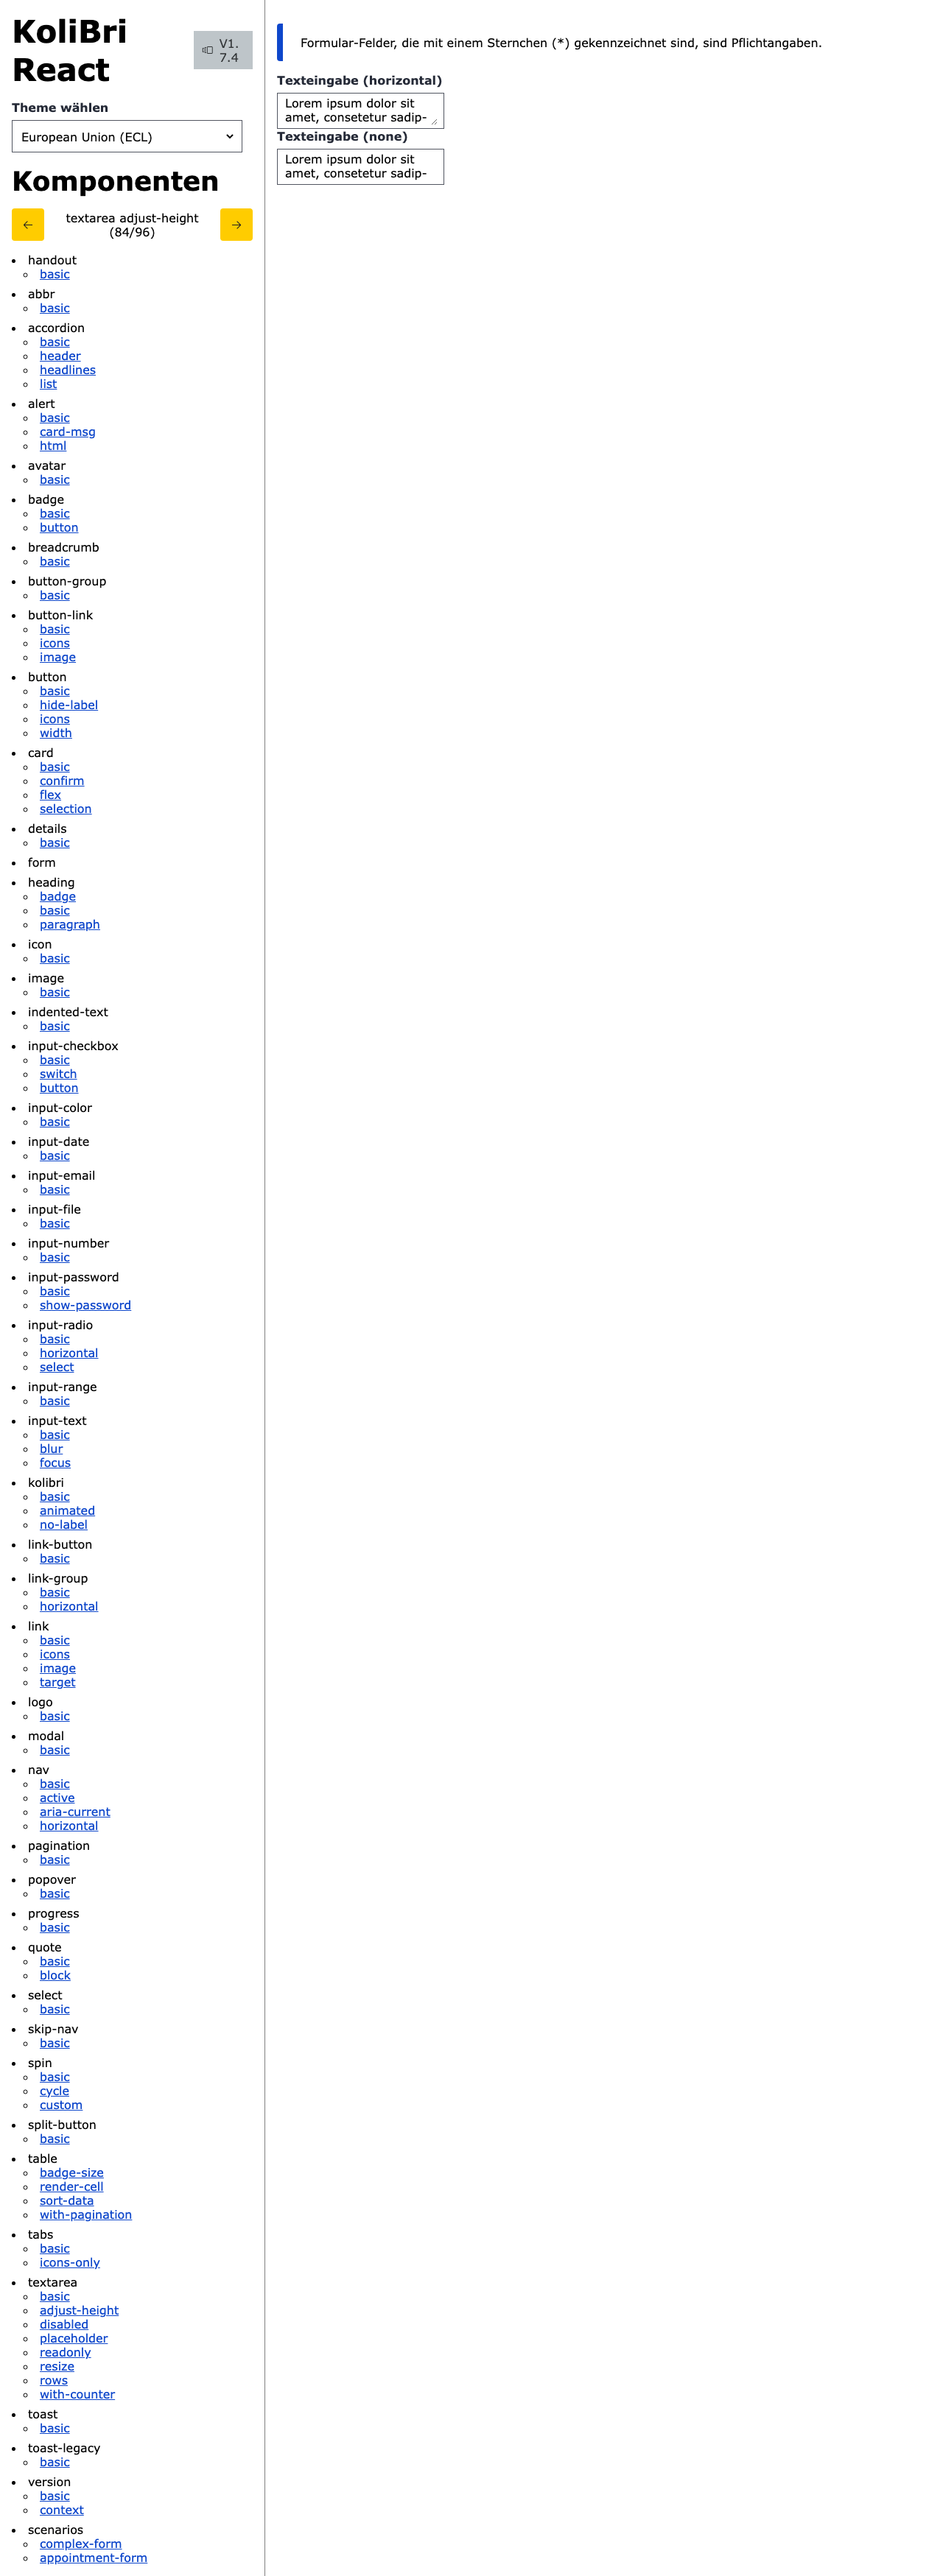 KoliBri
React
V1.
7.4
Theme wählen
European Union (ECL)
Komponenten
←
textarea adjust-height
(84/96)
→
handout
basic
abbr
basic
accordion
basic
header
headlines
list
alert
basic
card-msg
html
avatar
basic
badge
basic
button
breadcrumb
basic
button-group
basic
button-link
basic
icons
image
button
basic
hide-label
icons
width
card
basic
confirm
flex
selection
details
basic
form
heading
badge
basic
paragraph
icon
basic
image
basic
indented-text
basic
input-checkbox
basic
switch
button
input-color
basic
input-date
basic
input-email
basic
input-file
basic
input-number
basic
input-password
basic
show-password
input-radio
basic
horizontal
select
input-range
basic
input-text
basic
blur
focus
kolibri
basic
animated
no-label
link-button
basic
link-group
basic
horizontal
link
basic
icons
image
target
logo
basic
modal
basic
nav
basic
active
aria-current
horizontal
pagination
basic
popover
basic
progress
basic
quote
basic
block
select
basic
skip-nav
basic
spin
basic
cycle
custom
split-button
basic
table
badge-size
render-cell
sort-data
with-pagination
tabs
basic
icons-only
textarea
basic
adjust-height
disabled
placeholder
readonly
resize
rows
with-counter
toast
basic
toast-legacy
basic
version
basic
context
scenarios
complex-form
appointment-form
Formular-Felder, die mit einem Sternchen (*) gekennzeichnet sind, sind Pflichtangaben.
Texteingabe (horizontal)
Lorem ipsum dolor sit
amet, consetetur sadip-
Texteingabe (none)
Lorem ipsum dolor sit
amet, consetetur sadip-